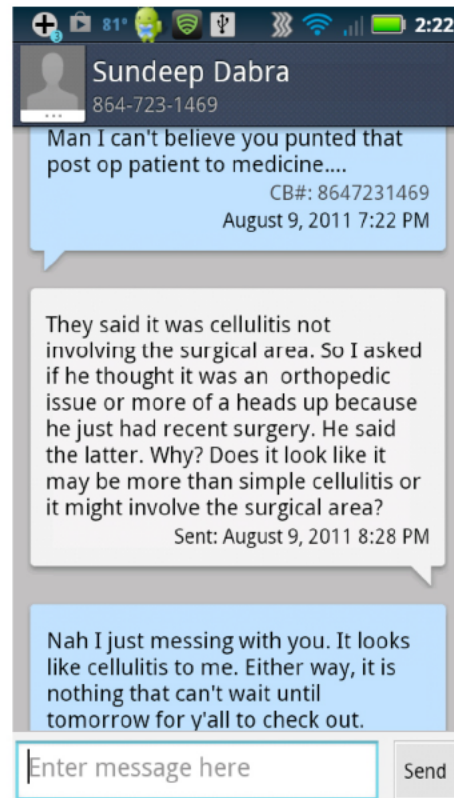 3
81°
2:22
Sundeep Dabra
864-723-1469
Man I can't believe you punted that
post op patient to medicine....
CB#: 8647231469
August 9, 2011 7:22 PM
They said it was cellulitis not
involving the surgical area. So I asked
if he thought it was an orthopedic
issue or more of a heads up because
he just had recent surgery. He said
the latter. Why? Does it look like it
may be more than simple cellulitis or
it might involve the surgical area?
Sent: August 9, 2011 8:28 PM
Nah I just messing with you. It looks
like cellulitis to me. Either way, it is
nothing that can't wait until
tomorrow for y'all to check out.
Enter message here
Send